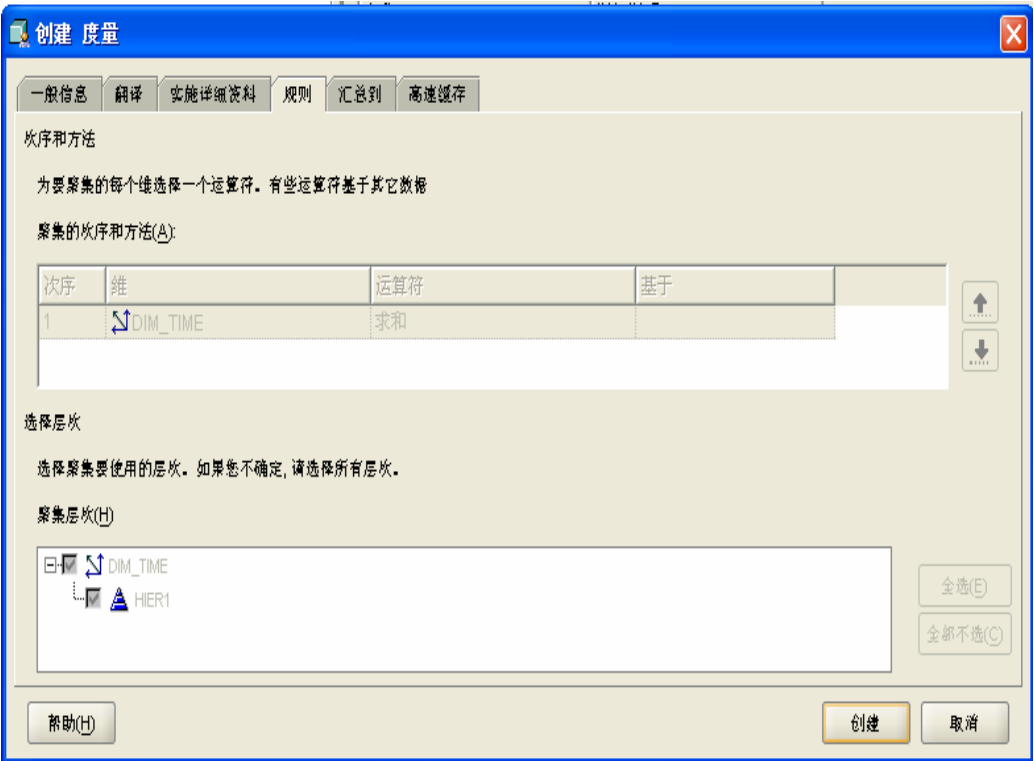 创建 度量
一般信息 翻译 实施详细资料 规则 汇总到 高速缓存
次序和方法
为要聚集的每个维选择一个运算符。有些运算符基于其它数据
聚集的次序和方法(A):
次序 维 运算符 基于
1 DIM_TIME 求和
选择层次
选择聚集要使用的层次。如果您不确定,请选择所有层次。
聚集层次(H)
DIM_TIME
HIER1
全选(E)
全部不选(C)
帮助(H) 创建 取消